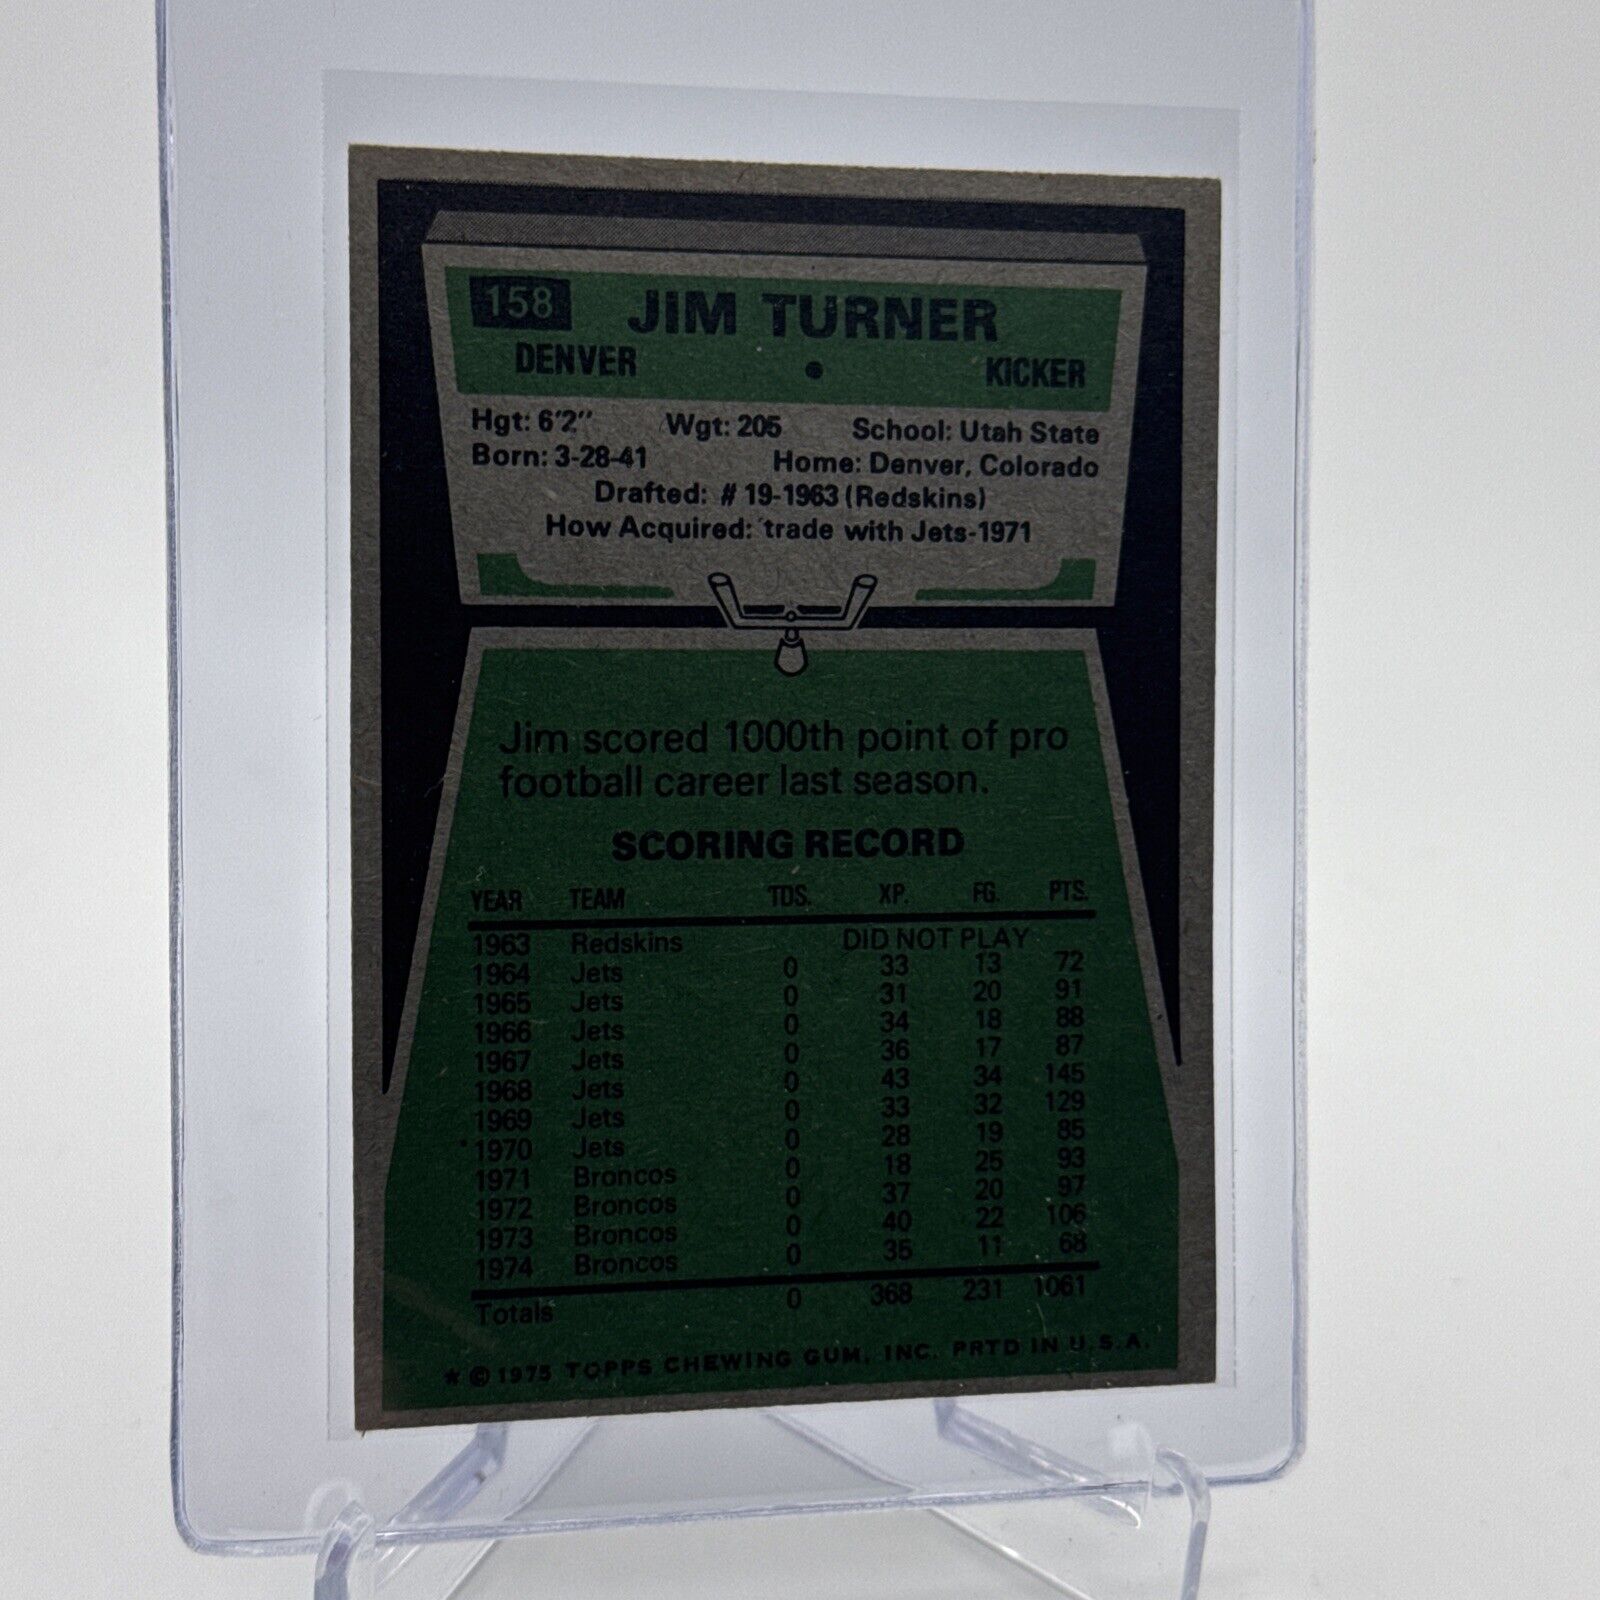 158 JIM TURNER
DENVER • KICKER
Hgt: 6'2" Wgt: 205 School: Utah State
Born: 3-28-41 Home: Denver, Colorado
Drafted: # 19-1963 (Redskins)
How Acquired: trade with Jets-1971
Jim scored 1000th point of pro
football career last season.
SCORING RECORD
YEAR TEAM TDS. XP. FG. PTS.
1963 Redskins DID NOT PLAY
1964 Jets 0 33 13 72
1965 Jets 0 31 20 91
1966 Jets 0 34 18 88
1967 Jets 0 36 17 87
1968 Jets 0 43 34 145
1969 Jets 0 33 32 129
1970 Jets 0 28 19 85
1971 Broncos 0 18 25 93
1972 Broncos 0 37 20 97
1973 Broncos 0 40 22 106
1974 Broncos 0 35 11 68
Totals 0 368 231 1061
★ © 1975 TOPPS CHEWING GUM, INC. PRTD IN U.S.A.